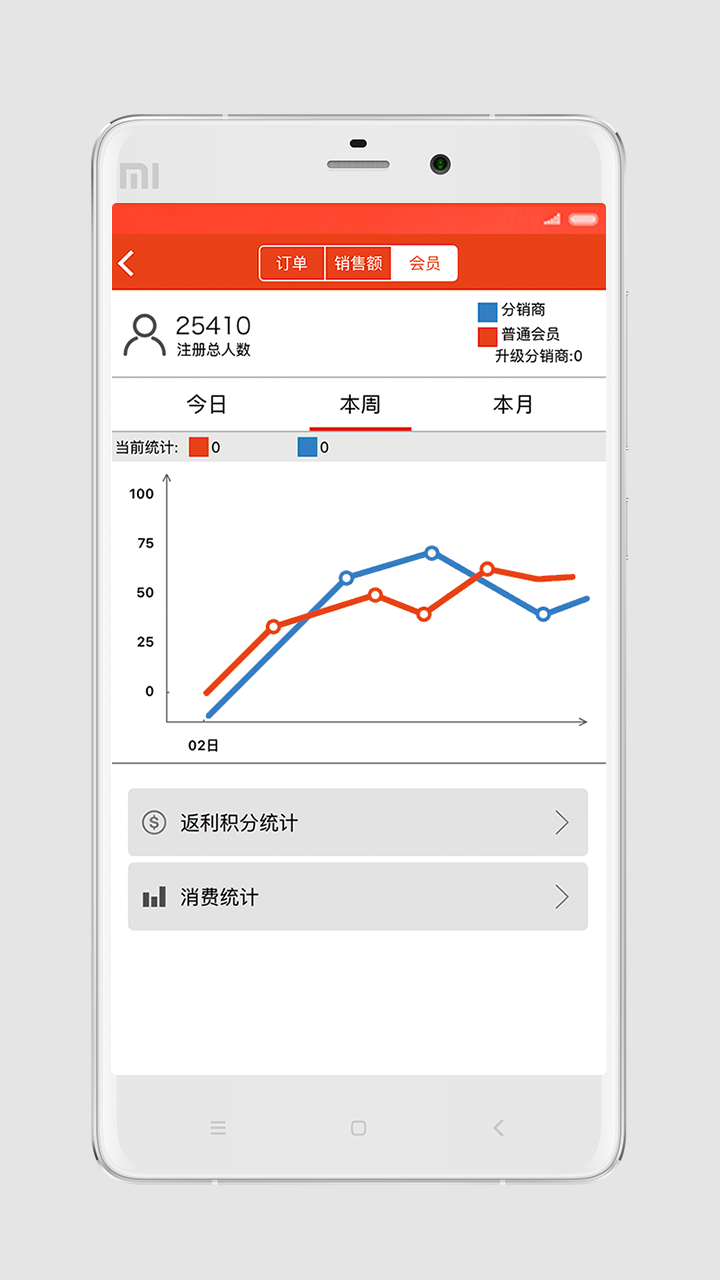 MI
订单 销售额 会员
25410
注册总人数
分销商
普通会员
升级分销商:0
今日 本周 本月
当前统计: 0 0
100
75
50
25
0
02日
返利积分统计
消费统计